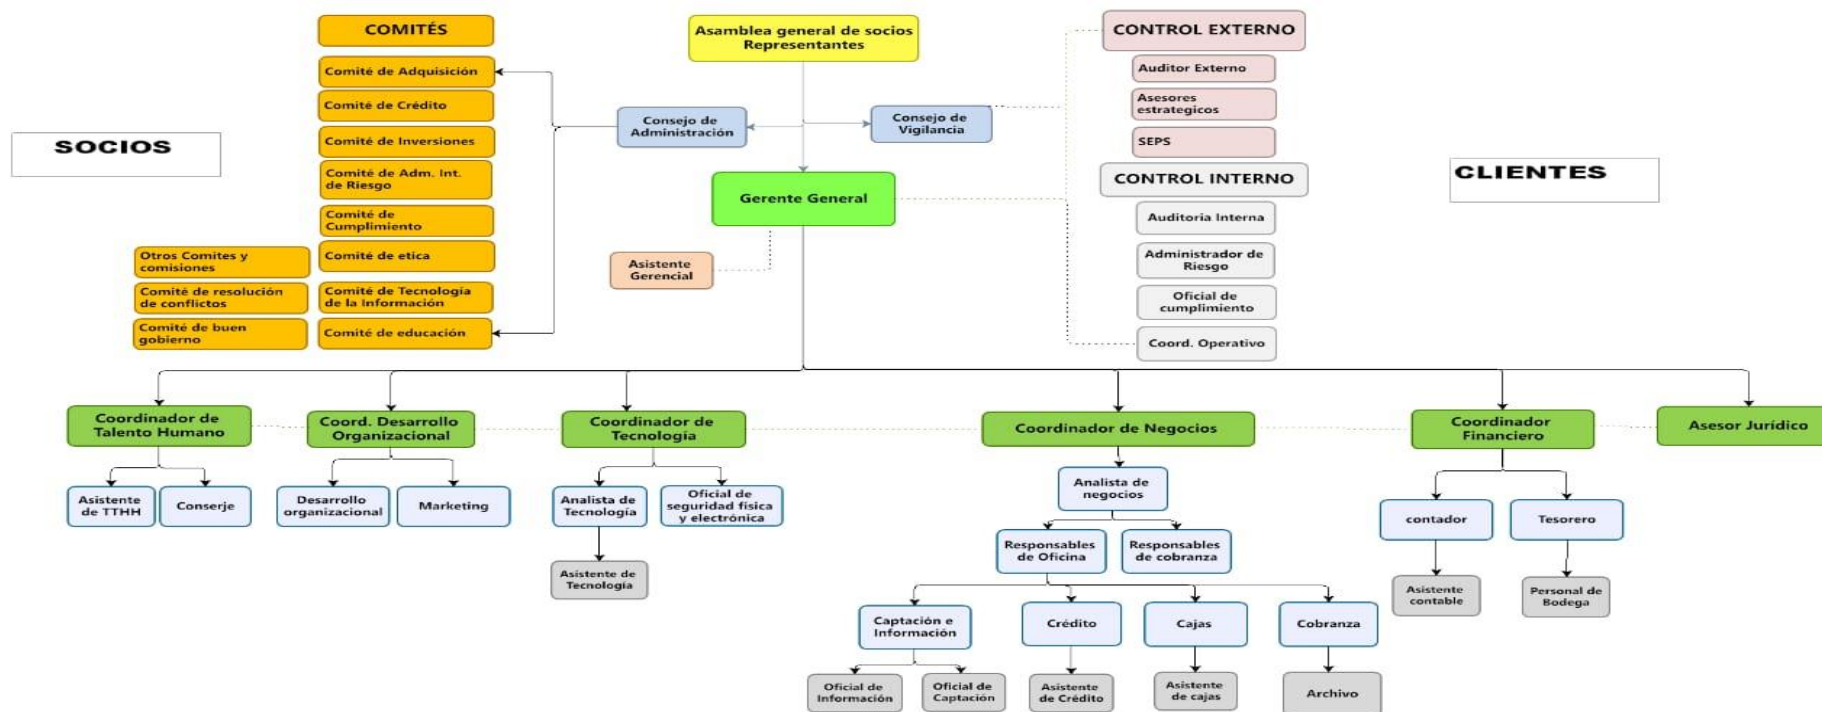 COMITÉS
Comité de Adquisición
Comité de Crédito
Comité de Inversiones
Comité de Adm. Int.
de Riesgo
Comité de
Cumplimiento
Comité de etica
Comité de Tecnología
de la Información
Comité de educación
Otros Comites y
comisiones
Comité de resolución
de conflictos
Comité de buen
gobierno
SOCIOS
Asamblea general de socios
Representantes
Consejo de
Administración
Consejo de
Vigilancia
Gerente General
Asistente
Gerencial
CONTROL EXTERNO
Auditor Externo
Asesores
estrategicos
SEPS
CONTROL INTERNO
Auditoria Interna
Administrador de
Riesgo
Oficial de
cumplimiento
Coord. Operativo
CLIENTES
Coordinador de
Talento Humano
Coord. Desarrollo
Organizacional
Coordinador de
Tecnología
Coordinador de Negocios
Coordinador
Financiero
Asesor Jurídico
Asistente
de TTHH
Conserje
Desarrollo
organizacional
Marketing
Analista de
Tecnología
Oficial de
seguridad fisica
y electrónica
Asistente de
Tecnología
Analista de
negocios
Responsables
de Oficina
Responsables
de cobranza
Captación e
Información
Crédito
Cajas
Cobranza
Oficial de
Información
Oficial de
Captación
Asistente
de Crédito
Asistente
de cajas
Archivo
contador
Tesorero
Asistente
contable
Personal de
Bodega